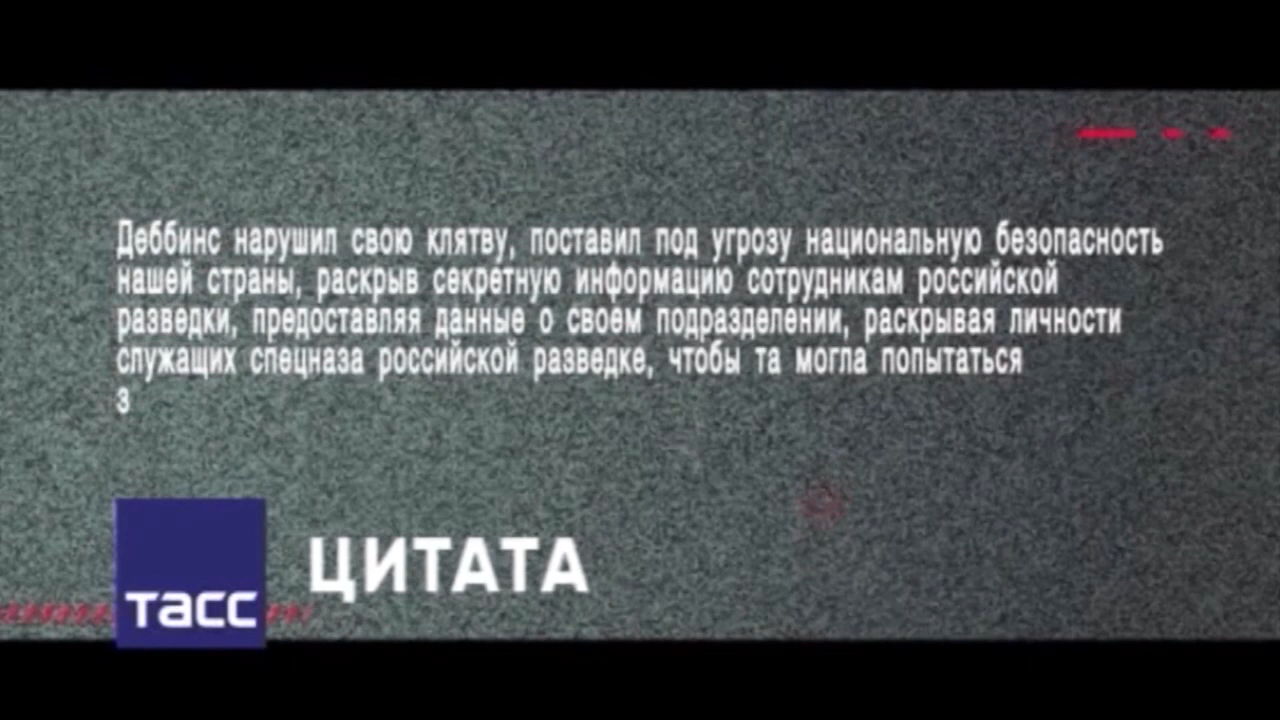 Деббинс нарушил свою клятву, поставил под угрозу национальную безопасность
нашей страны, раскрыв секретную информацию сотрудникам российской
разведки, предоставляя данные о своем подразделении, раскрывая личности
служащих спецназа российской разведке, чтобы та могла попытаться
з
ЦИТАТА
тасс